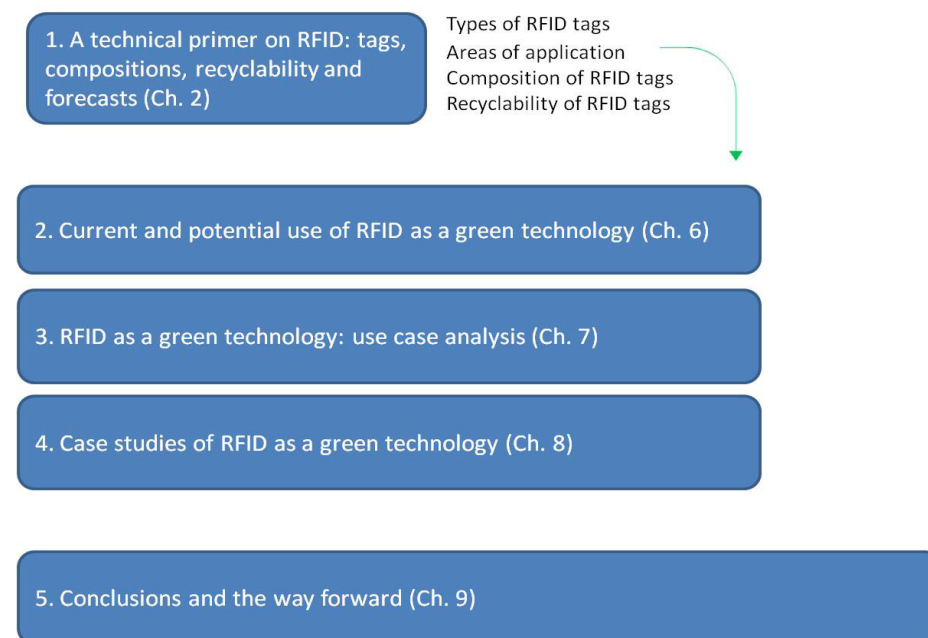 1. A technical primer on RFID: tags,
compositions, recyclability and
forecasts (Ch. 2)
Types of RFID tags
Areas of application
Composition of RFID tags
Recyclability of RFID tags
2. Current and potential use of RFID as a green technology (Ch. 6)
3. RFID as a green technology: use case analysis (Ch. 7)
4. Case studies of RFID as a green technology (Ch. 8)
5. Conclusions and the way forward (Ch. 9)